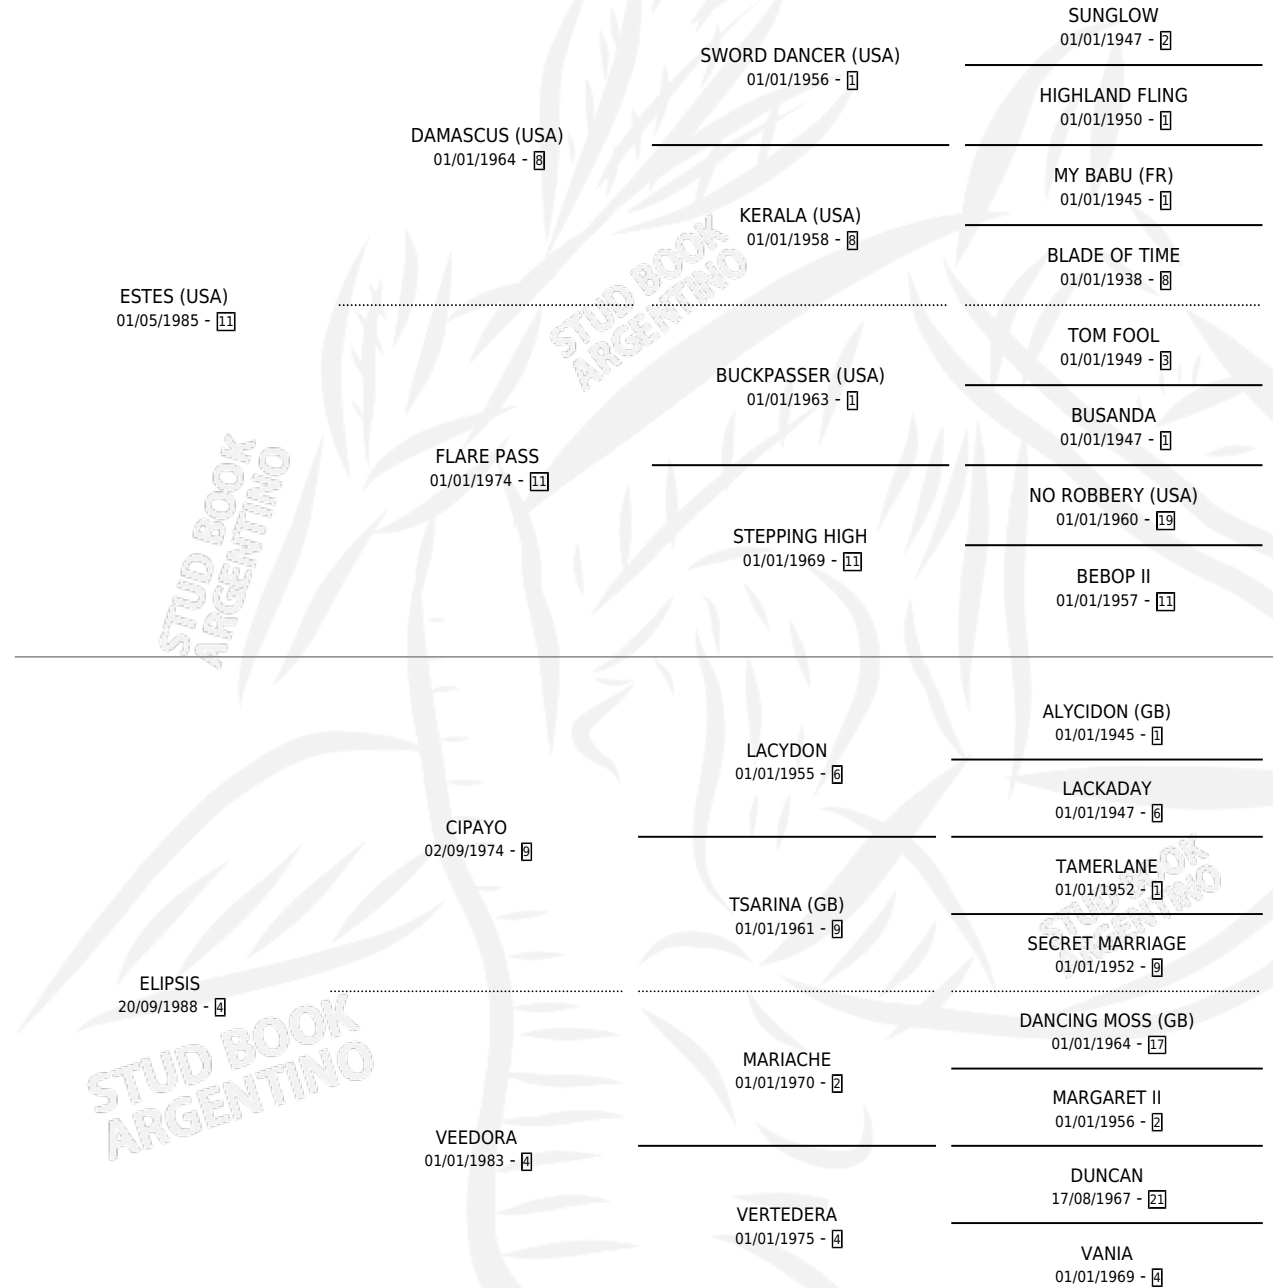 SUNGLOW
01/01/1947 - 2
SWORD DANCER (USA)
01/01/1956 - 1
HIGHLAND FLING
01/01/1950 - 1
DAMASCUS (USA)
01/01/1964 - 8
MY BABU (FR)
01/01/1945 - 1
KERALA (USA)
01/01/1958 - 8
BLADE OF TIME
01/01/1938 - 8
ESTES (USA)
01/05/1985 - 11
TOM FOOL
01/01/1949 - 3
BUCKPASSER (USA)
01/01/1963 - 1
BUSANDA
01/01/1947 - 1
FLARE PASS
01/01/1974 - 11
NO ROBBERY (USA)
01/01/1960 - 19
STEPPING HIGH
01/01/1969 - 11
BEBOP II
01/01/1957 - 11
ALYCIDON (GB)
01/01/1945 - 1
LACYDON
01/01/1955 - 6
LACKADAY
01/01/1947 - 6
CIPAYO
02/09/1974 - 9
TAMERLANE
01/01/1952 - 1
TSARINA (GB)
01/01/1961 - 9
SECRET MARRIAGE
01/01/1952 - 9
ELIPSIS
20/09/1988 - 4
DANCING MOSS (GB)
01/01/1964 - 17
MARIACHE
01/01/1970 - 2
MARGARET II
01/01/1956 - 2
VEEDORA
01/01/1983 - 4
DUNCAN
17/08/1967 - 21
VERTEDERA
01/01/1975 - 4
VANIA
01/01/1969 - 4
STUD BOOK
ARGENTINO
STUD BOOK
ARGENTINO
STUD BOOK
ARGENTINO
STUD BOOK
ARGENTINO